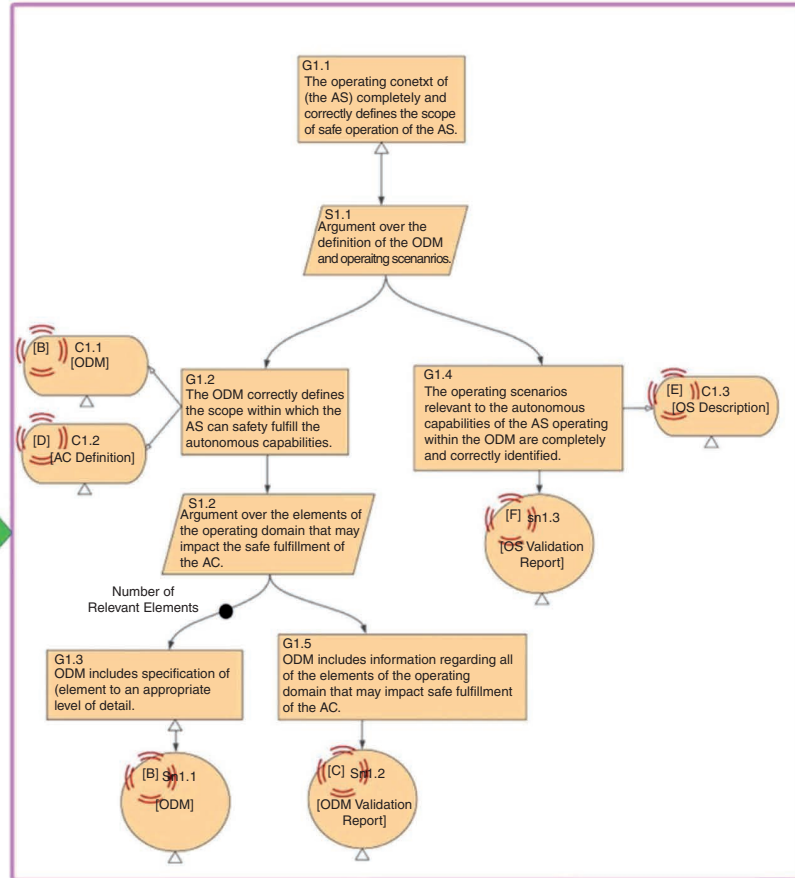 G1.1
The operating conetxt of
(the AS) completely and
correctly defines the scope
of safe operation of the AS.
S1.1
Argument over the
definition of the ODM
and operaitng scenanrios.
[B] C1.1
[ODM]
[D] C1.2
[AC Definition]
G1.2
The ODM correctly defines
the scope within which the
AS can safety fulfill the
autonomous capabilities.
G1.4
The operating scenarios
relevant to the autonomous
capabilities of the AS operating
within the ODM are completely
and correctly identified.
[E] C1.3
[OS Description]
S1.2
Argument over the elements of
the operating domain that may
impact the safe fulfillment of
the AC.
[F] sn1.3
[OS Validation
Report]
Number of
Relevant Elements
G1.3
ODM includes specification of
(element to an appropriate
level of detail.
G1.5
ODM includes information regarding all
of the elements of the operating
domain that may impact safe fulfillment
of the AC.
[B] Sn1.1
[ODM]
[C] Sn1.2
[ODM Validation
Report]